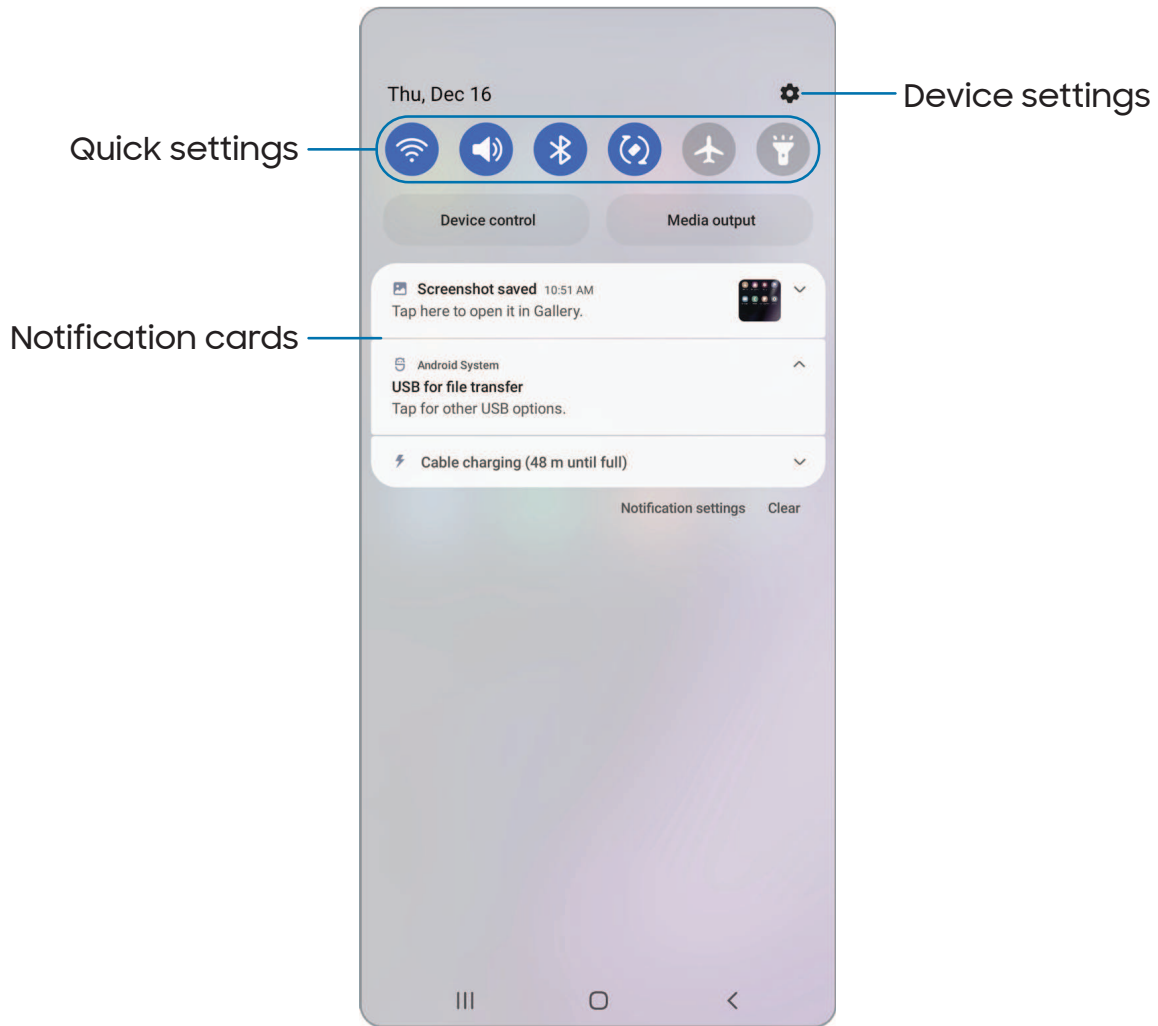 Thu, Dec 16
Device settings
Quick settings
Device control
Media output
Screenshot saved 10:51 AM
Tap here to open it in Gallery.
Notification cards
Android System
USB for file transfer
Tap for other USB options.
Cable charging (48 m until full)
Notification settings
Clear